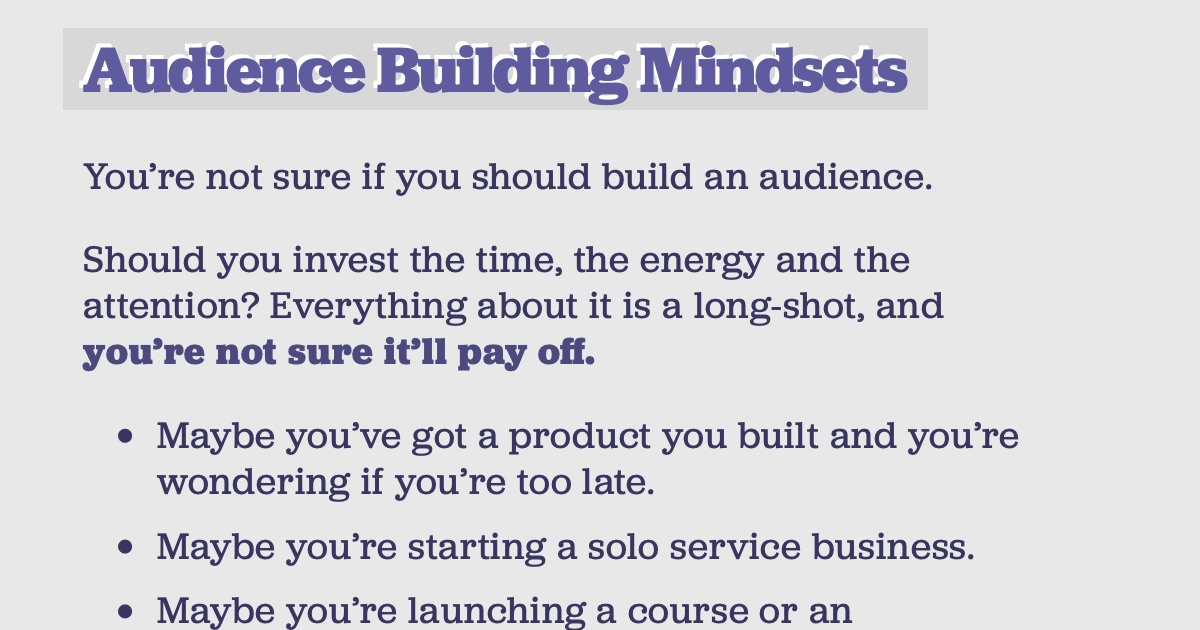 Audience Building Mindsets
You’re not sure if you should build an audience.
Should you invest the time, the energy and the
attention? Everything about it is a long-shot, and
you’re not sure it’ll pay off.
• Maybe you’ve got a product you built and you’re
wondering if you’re too late.
• Maybe you’re starting a solo service business.
• Maybe you’re launching a course or an